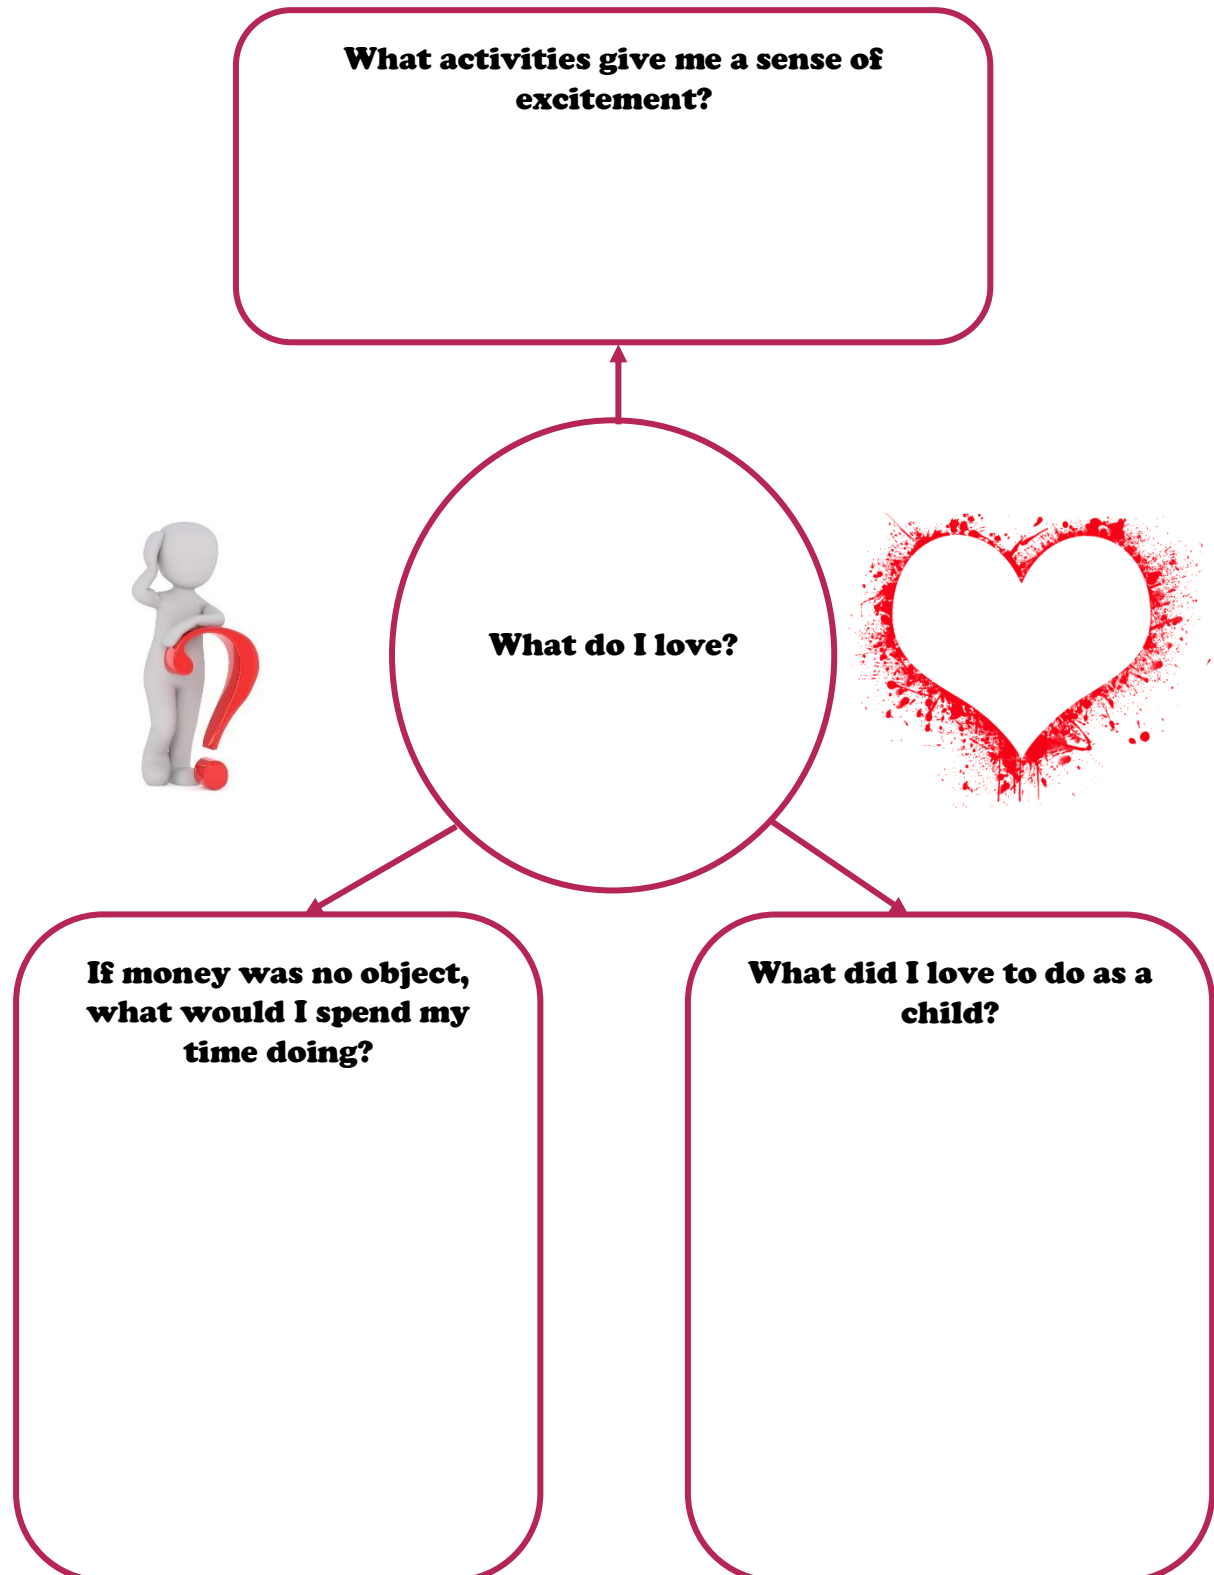 What activities give me a sense of
excitement?
What do I love?
If money was no object,
what would I spend my
time doing?
What did I love to do as a
child?